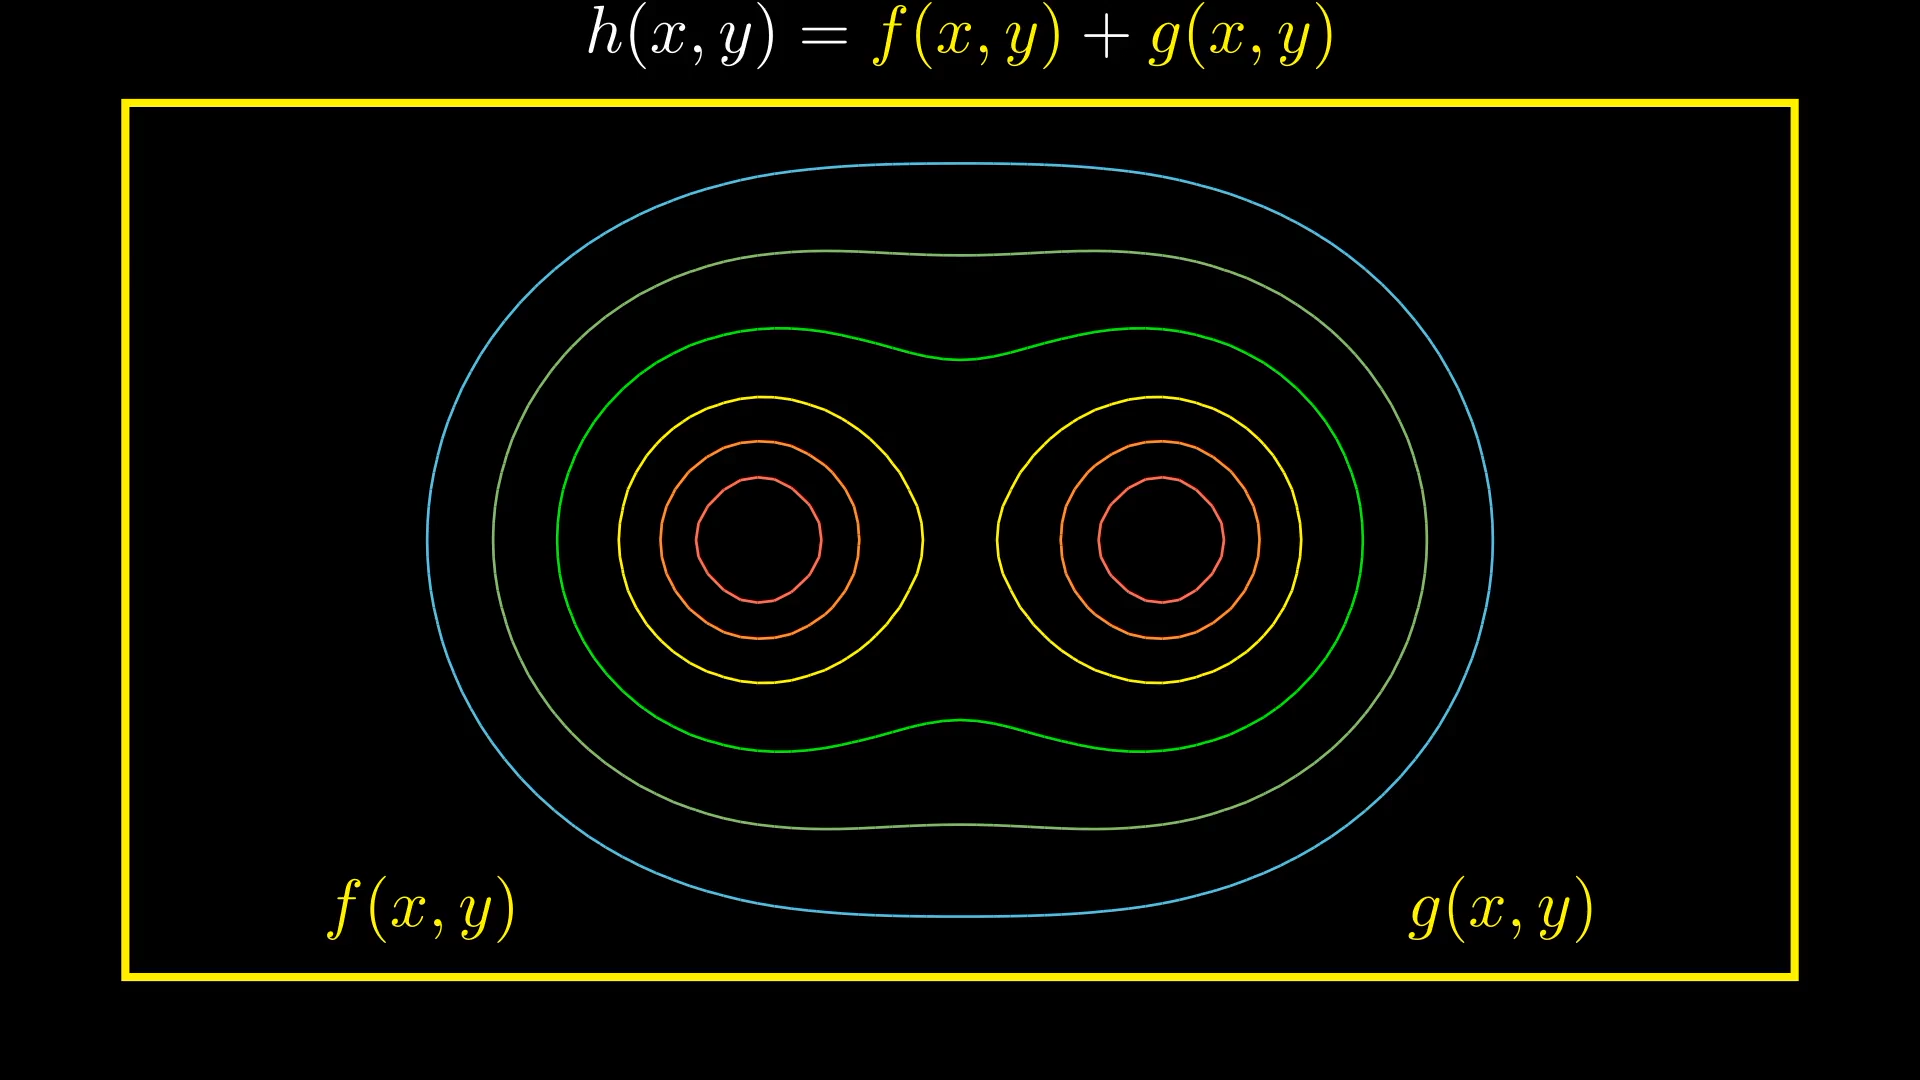 h(x, y) = f(x, y) + g(x, y)
f(x, y)
g(x, y)